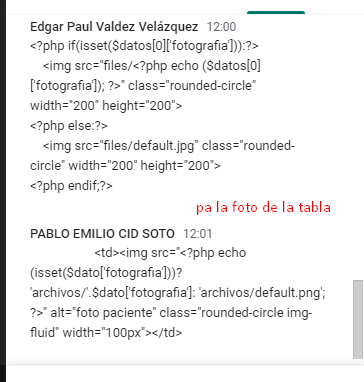 Edgar Paul Valdez Velázquez 12:00
<?php if(isset($datos[0]['fotografia'])):?>
<img src="files/<?php echo ($datos[0]
['fotografia']); ?>" class="rounded-circle"
width="200" height="200">
<?php else:?>
<img src="files/default.jpg" class="rounded-
circle" width="200" height="200">
<?php endif;?>
pa la foto de la tabla
PABLO EMILIO CID SOTO 12:01
<td><img src="<?php echo
(isset($dato['fotografia']))?
'archivos/'.$dato['fotografia']: 'archivos/default.png';
?>" alt="foto paciente" class="rounded-circle img-
fluid" width="100px"></td>